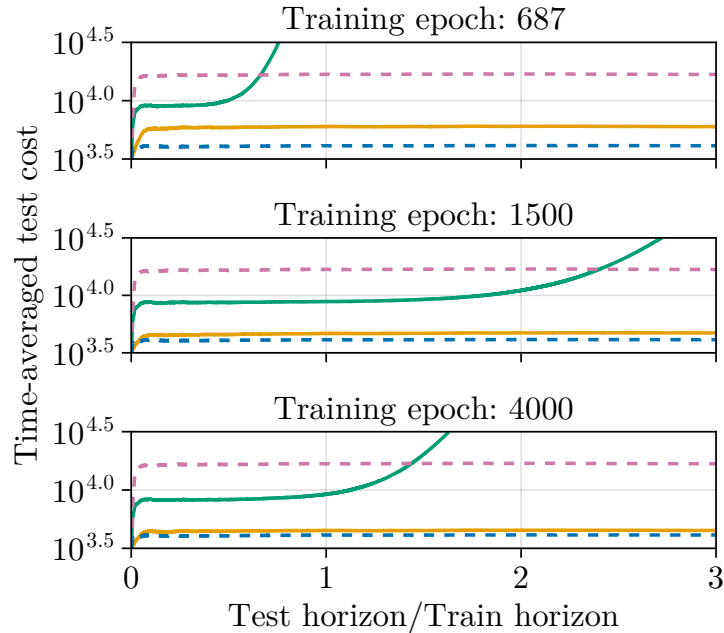 Training epoch: 687
10^4.5
10^4.0
10^3.5
Training epoch: 1500
10^4.5
10^4.0
10^3.5
Training epoch: 4000
10^4.5
10^4.0
10^3.5
0 1 2 3
Test horizon/Train horizon
Time-averaged test cost